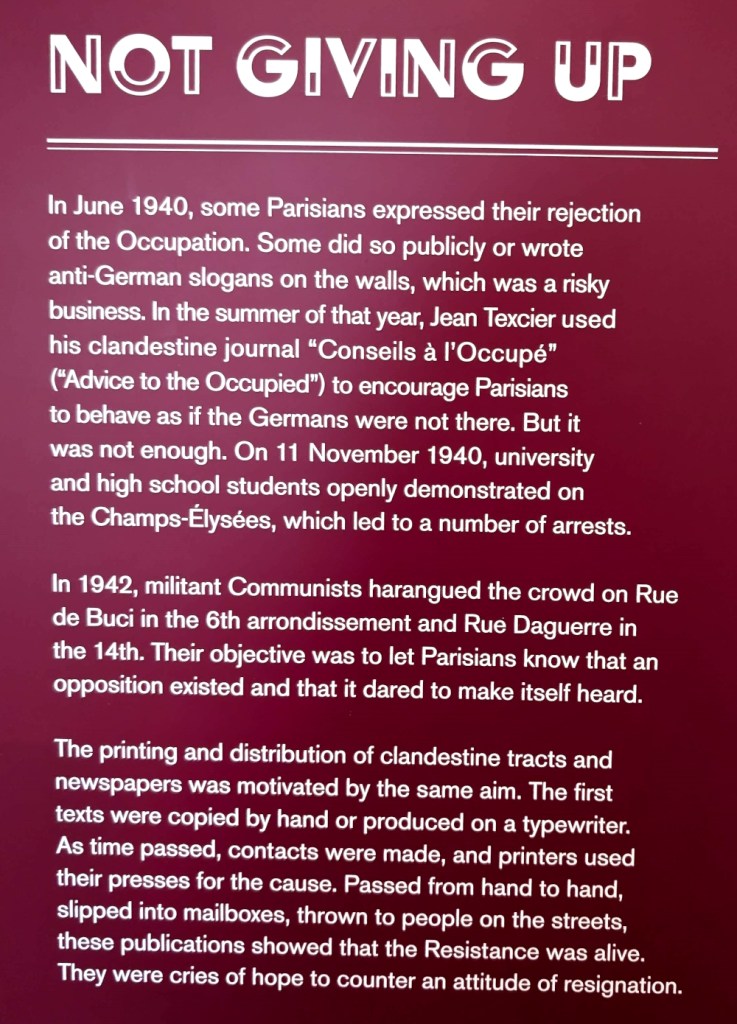 NOT GIVING UP
In June 1940, some Parisians expressed their rejection
of the Occupation. Some did so publicly or wrote
anti-German slogans on the walls, which was a risky
business. In the summer of that year, Jean Texcier used
his clandestine journal “Conseils à l’Occupé”
(“Advice to the Occupied”) to encourage Parisians
to behave as if the Germans were not there. But it
was not enough. On 11 November 1940, university
and high school students openly demonstrated on
the Champs-Élysées, which led to a number of arrests.
In 1942, militant Communists harangued the crowd on Rue
de Buci in the 6th arrondissement and Rue Daguerre in
the 14th. Their objective was to let Parisians know that an
opposition existed and that it dared to make itself heard.
The printing and distribution of clandestine tracts and
newspapers was motivated by the same aim. The first
texts were copied by hand or produced on a typewriter.
As time passed, contacts were made, and printers used
their presses for the cause. Passed from hand to hand,
slipped into mailboxes, thrown to people on the streets,
these publications showed that the Resistance was alive.
They were cries of hope to counter an attitude of resignation.